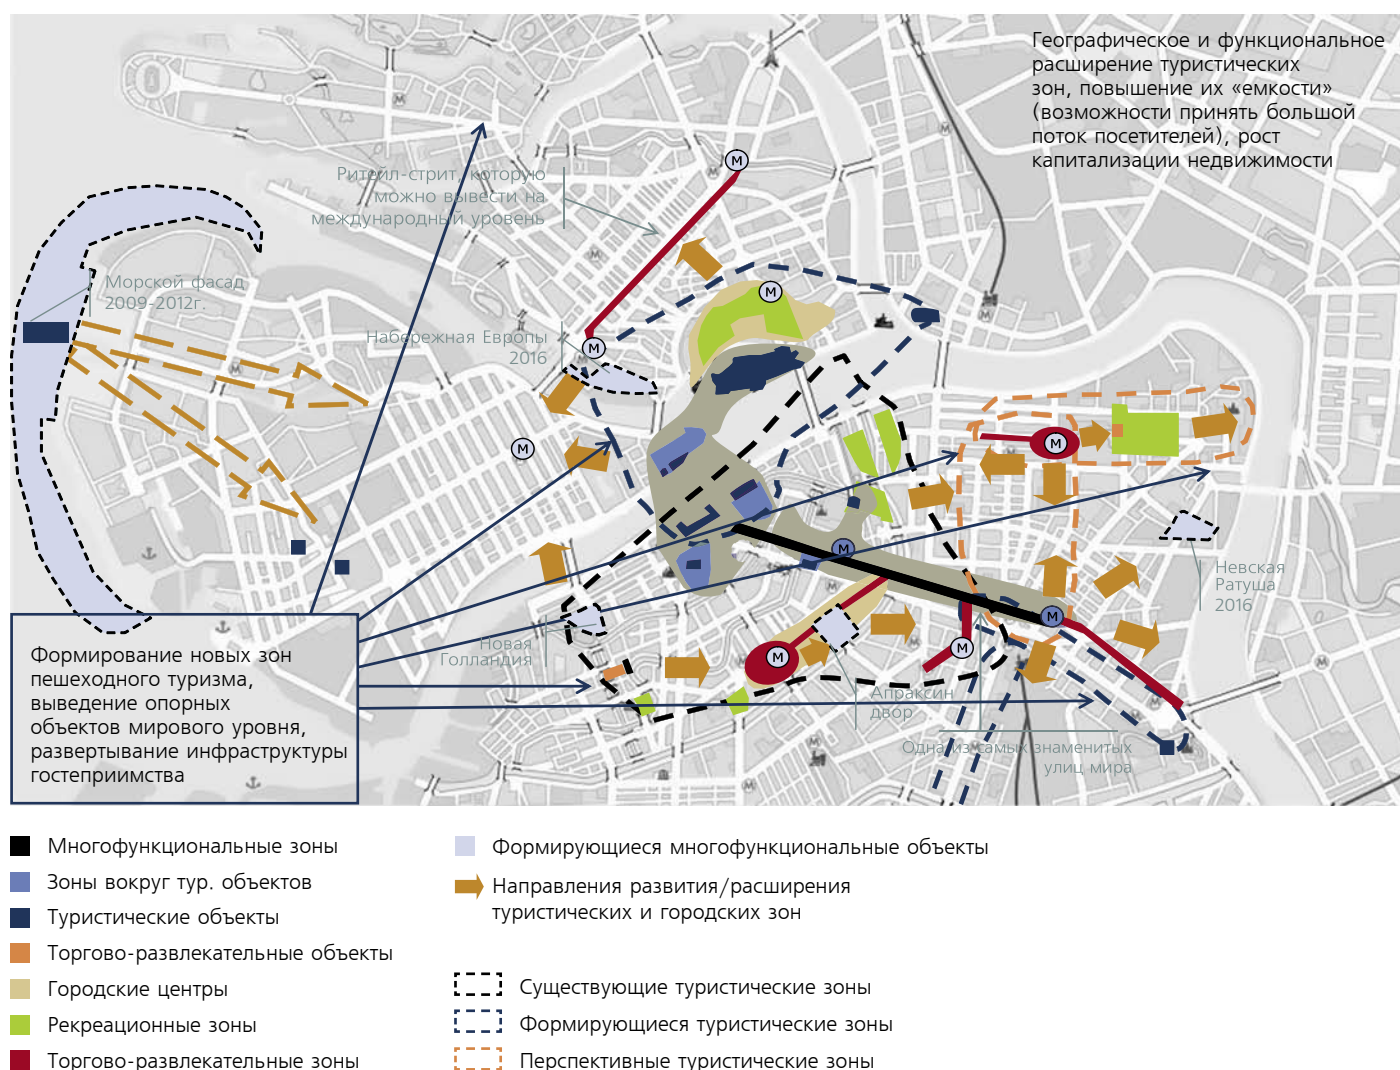 Географическое и функциональное
расширение туристических
зон, повышение их «емкости»
(возможности принять большой
поток посетителей), рост
капитализации недвижимости
Ритейл-стрит, которую
можно вывести на
международный уровень
Морской фасад
2009-2012г.
Набережная Европы
2016
Невская
Ратуша
2016
Новая
Голландия
Апраксин
двор
Одна из самых знаменитых
улиц мира
М
М
М
М
М
М
М
М
М
Формирование новых зон
пешеходного туризма,
выведение опорных
объектов мирового уровня,
развертывание инфраструктуры
гостеприимства
Многофункциональные зоны
Зоны вокруг тур. объектов
Туристические объекты
Торгово-развлекательные объекты
Городские центры
Рекреационные зоны
Торгово-развлекательные зоны
Формирующиеся многофункциональные объекты
Направления развития/расширения
туристических и городских зон
Существующие туристические зоны
Формирующиеся туристические зоны
Перспективные туристические зоны